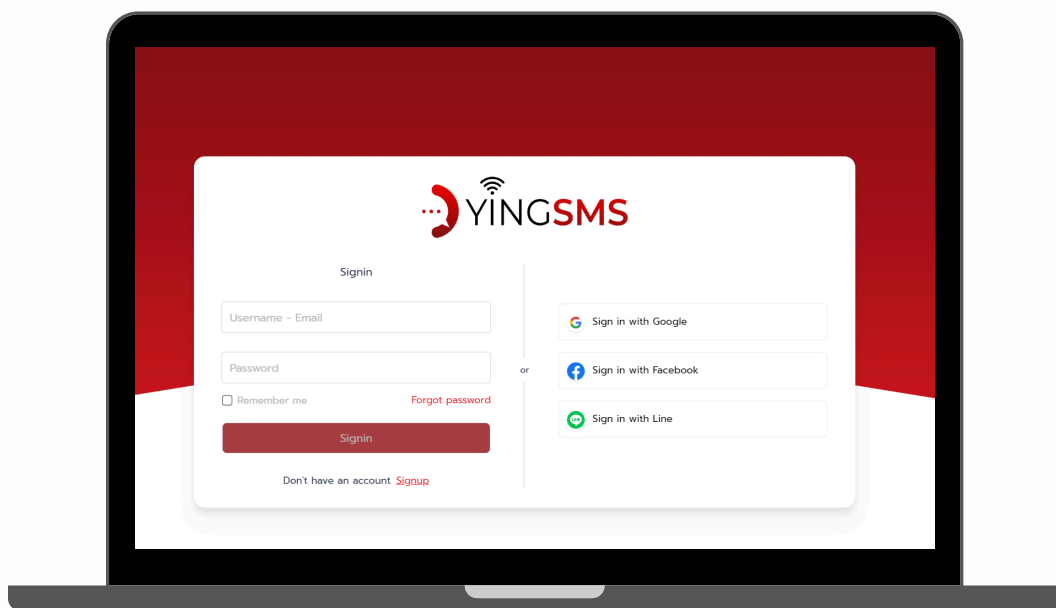 YINGSMS
Signin
Username - Email
Password
Remember me
Forgot password
Signin
Don't have an account Signup
or
Sign in with Google
Sign in with Facebook
LINE
Sign in with Line